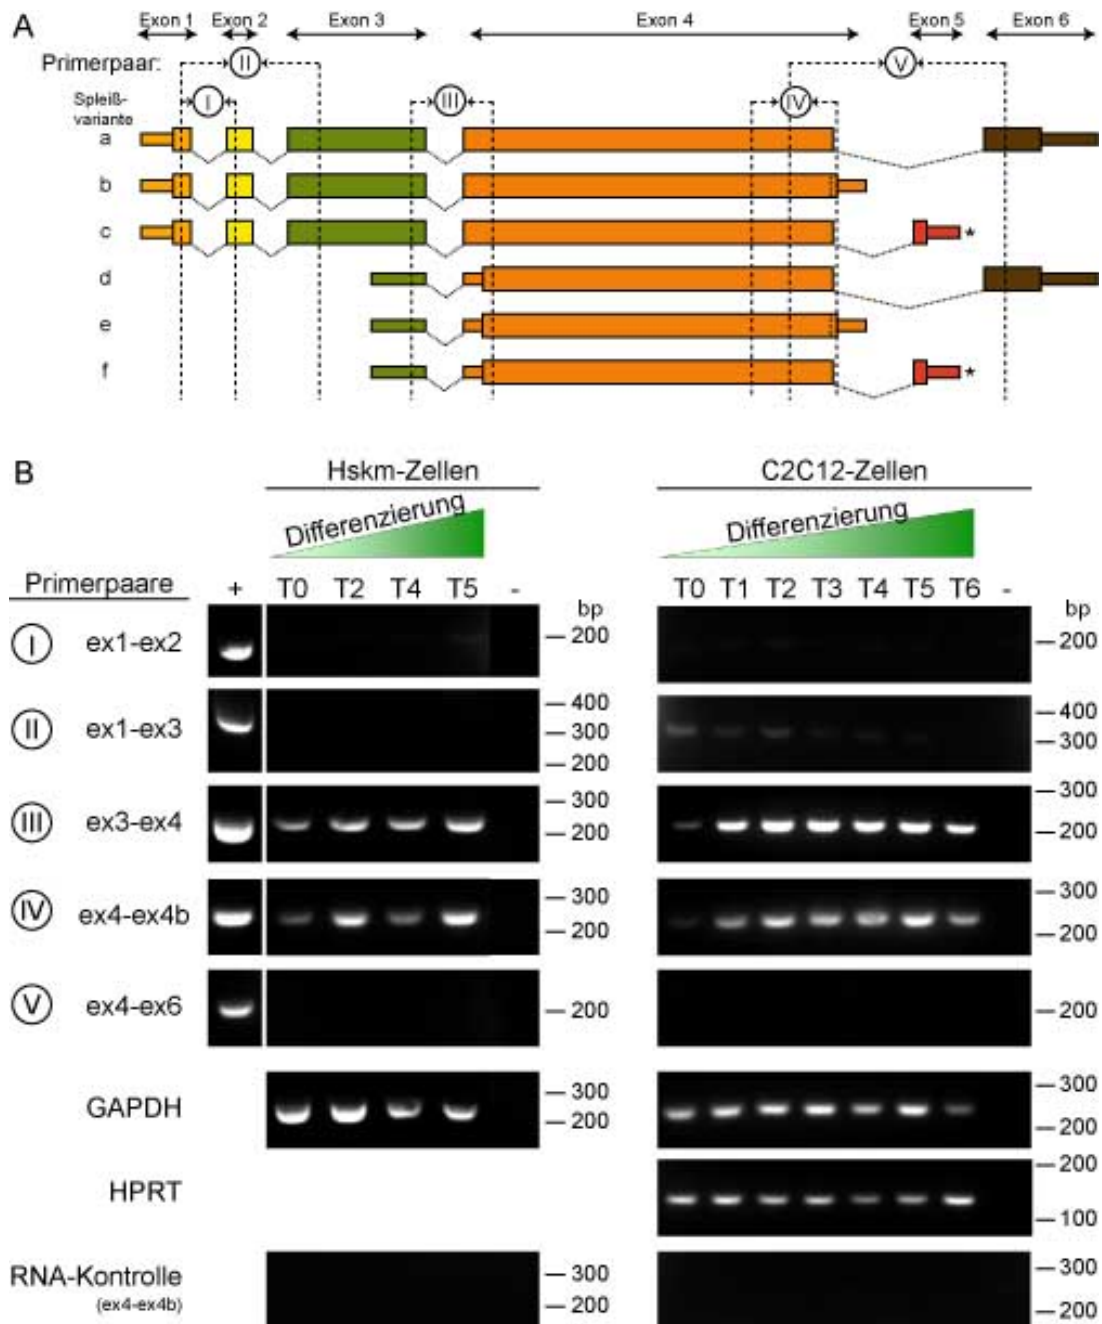 A
Exon 1 Exon 2 Exon 3 Exon 4 Exon 5 Exon 6
Primerpaar: II V
Spleiß-
variante
I III IV
a
b
c *
d
e
f *
B
Hskm-Zellen C2C12-Zellen
Differenzierung Differenzierung
Primerpaare + T0 T2 T4 T5 - bp T0 T1 T2 T3 T4 T5 T6 - bp
I ex1-ex2 200 200
II ex1-ex3 400 300 200 400 300
III ex3-ex4 300 200 300 200
IV ex4-ex4b 300 200 300 200
V ex4-ex6 200 200
GAPDH 300 200 300 200
HPRT 200 100
RNA-Kontrolle 300 200 300 200
(ex4-ex4b)